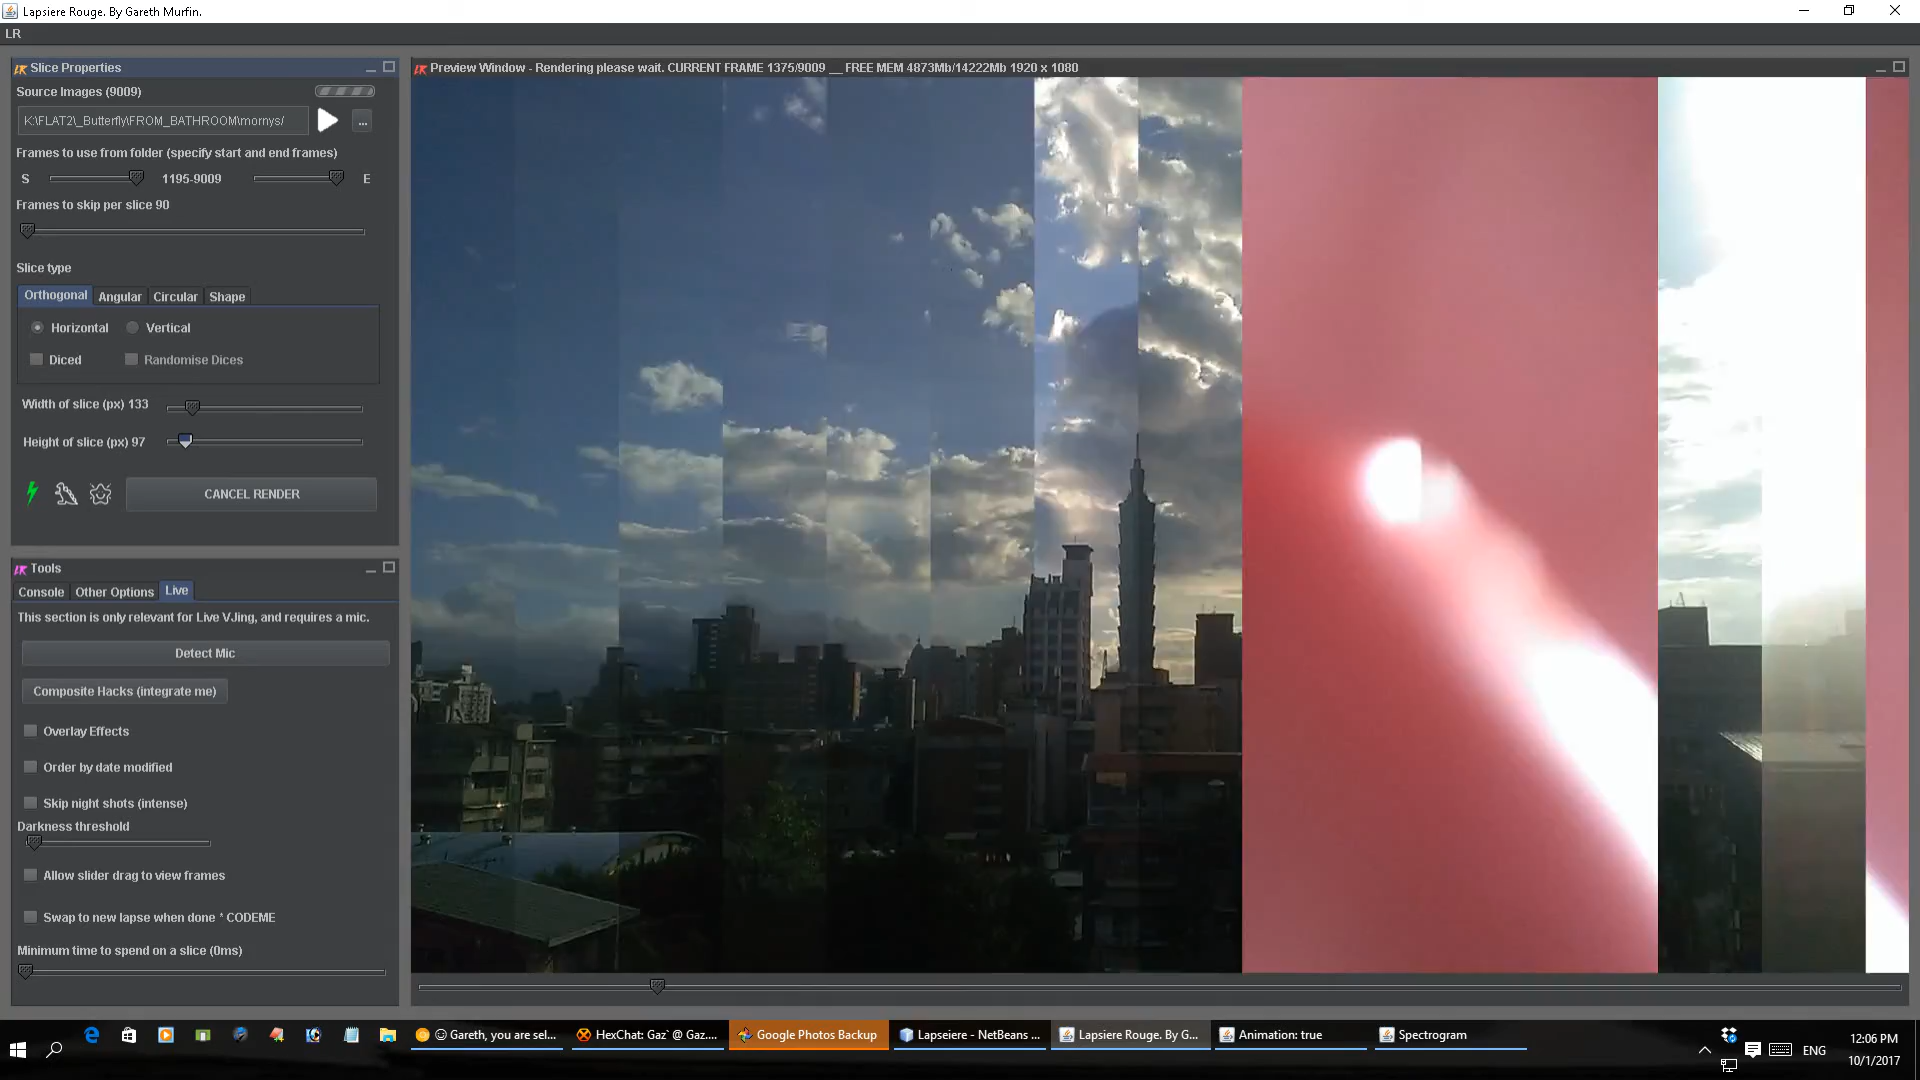 Lapsiere Rouge. By Gareth Murfin.
LR
Slice Properties
Source Images (9009)
K:\FLAT2\_Butterfly\FROM_BATHROOM\mornys/
...
Frames to use from folder (specify start and end frames)
S 1195-9009 E
Frames to skip per slice 90
Slice type
Orthogonal Angular Circular Shape
Horizontal Vertical
Diced Randomise Dices
Width of slice (px) 133
Height of slice (px) 97
CANCEL RENDER
Tools
Console Other Options Live
This section is only relevant for Live VJing, and requires a mic.
Detect Mic
Composite Hacks (integrate me)
Overlay Effects
Order by date modified
Skip night shots (intense)
Darkness threshold
Allow slider drag to view frames
Swap to new lapse when done * CODEME
Minimum time to spend on a slice (0ms)
Preview Window - Rendering please wait. CURRENT FRAME 1375/9009 __ FREE MEM 4873Mb/14222Mb 1920 x 1080
Gareth, you are sel...
HexChat: Gaz` @ Gaz....
Google Photos Backup
Lapseiere - NetBeans ...
Lapsiere Rouge. By G...
Animation: true
Spectrogram
ENG
12:06 PM
10/1/2017